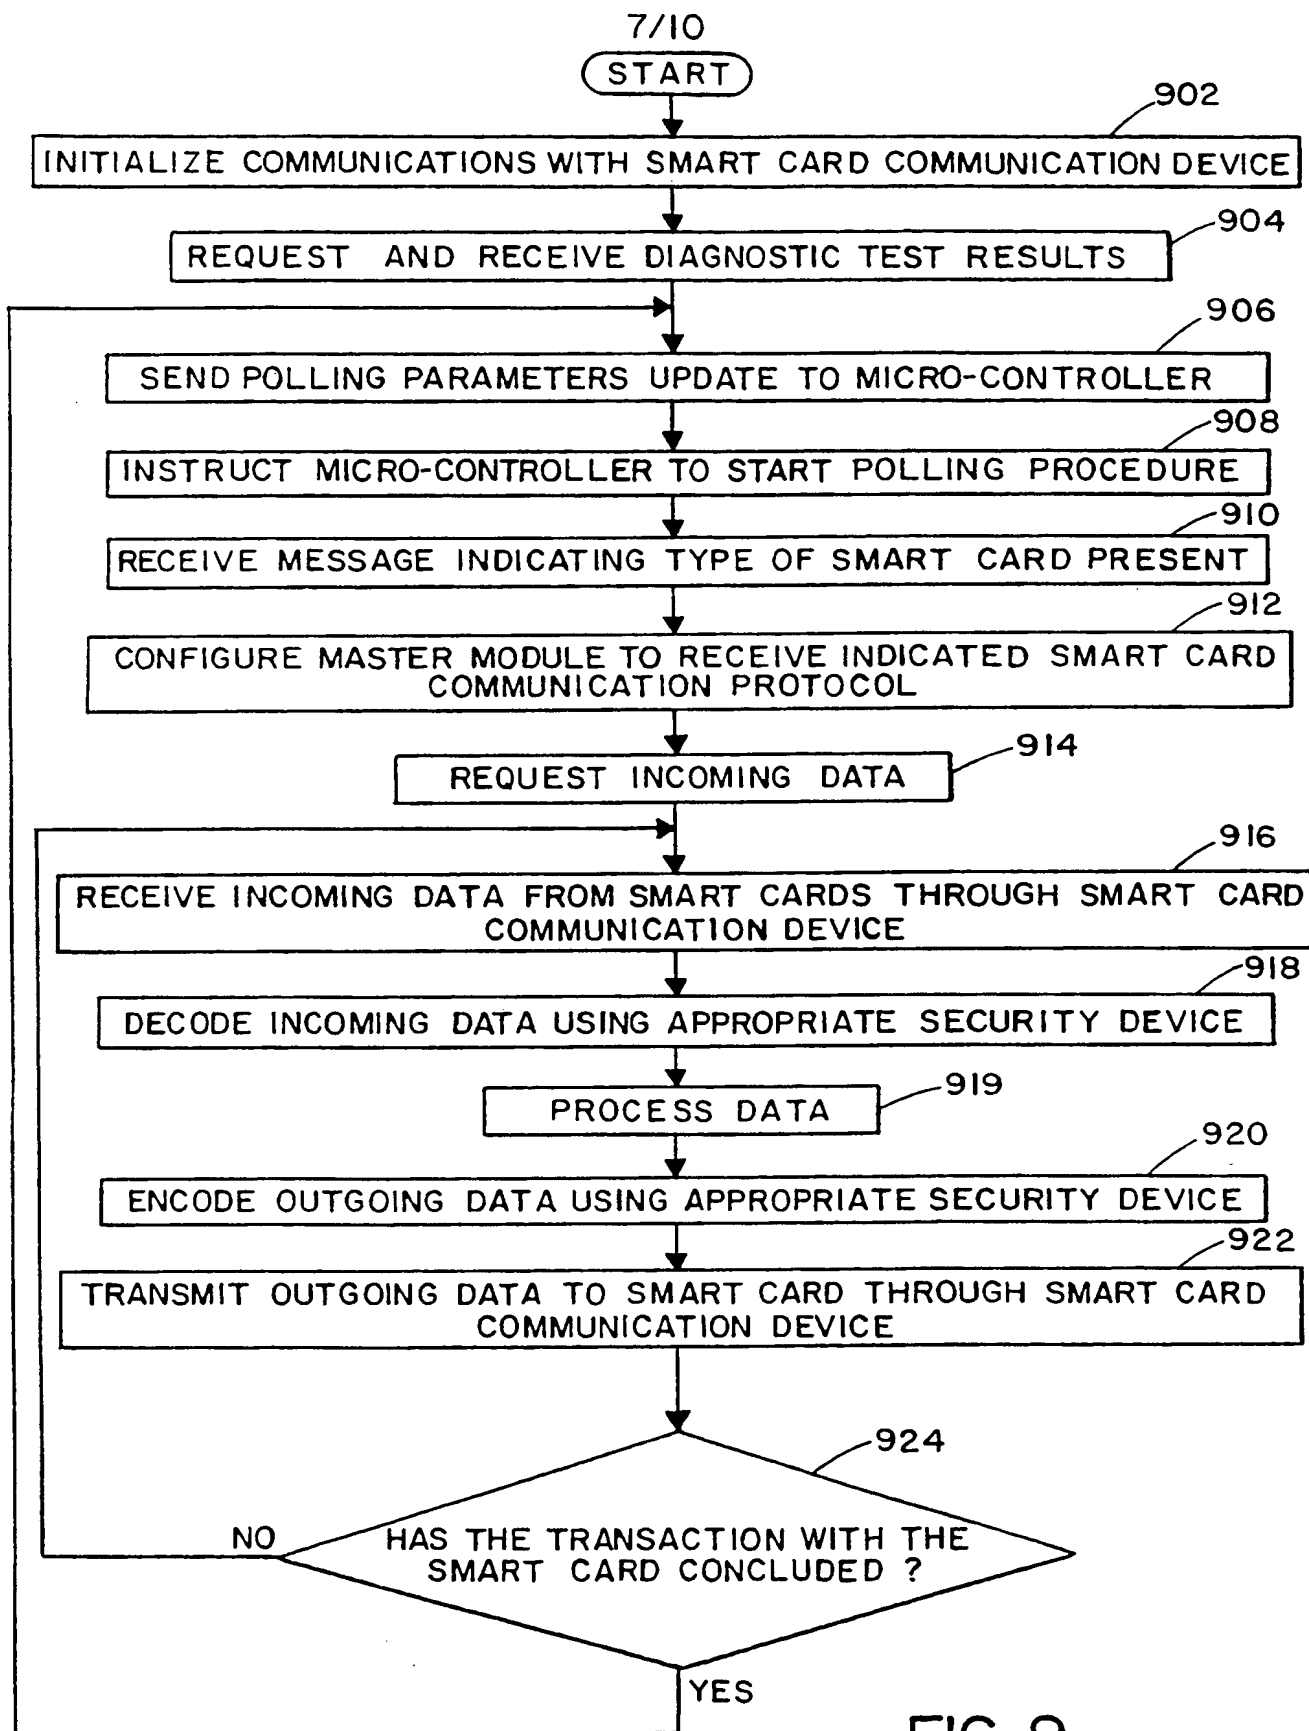 7/10
START
902
INITIALIZE COMMUNICATIONS WITH SMART CARD COMMUNICATION DEVICE
904
REQUEST AND RECEIVE DIAGNOSTIC TEST RESULTS
906
SEND POLLING PARAMETERS UPDATE TO MICRO-CONTROLLER
908
INSTRUCT MICRO-CONTROLLER TO START POLLING PROCEDURE
910
RECEIVE MESSAGE INDICATING TYPE OF SMART CARD PRESENT
912
CONFIGURE MASTER MODULE TO RECEIVE INDICATED SMART CARD
COMMUNICATION PROTOCOL
914
REQUEST INCOMING DATA
916
RECEIVE INCOMING DATA FROM SMART CARDS THROUGH SMART CARD
COMMUNICATION DEVICE
918
DECODE INCOMING DATA USING APPROPRIATE SECURITY DEVICE
919
PROCESS DATA
920
ENCODE OUTGOING DATA USING APPROPRIATE SECURITY DEVICE
922
TRANSMIT OUTGOING DATA TO SMART CARD THROUGH SMART CARD
COMMUNICATION DEVICE
924
NO
HAS THE TRANSACTION WITH THE
SMART CARD CONCLUDED ?
YES
FIG. 9